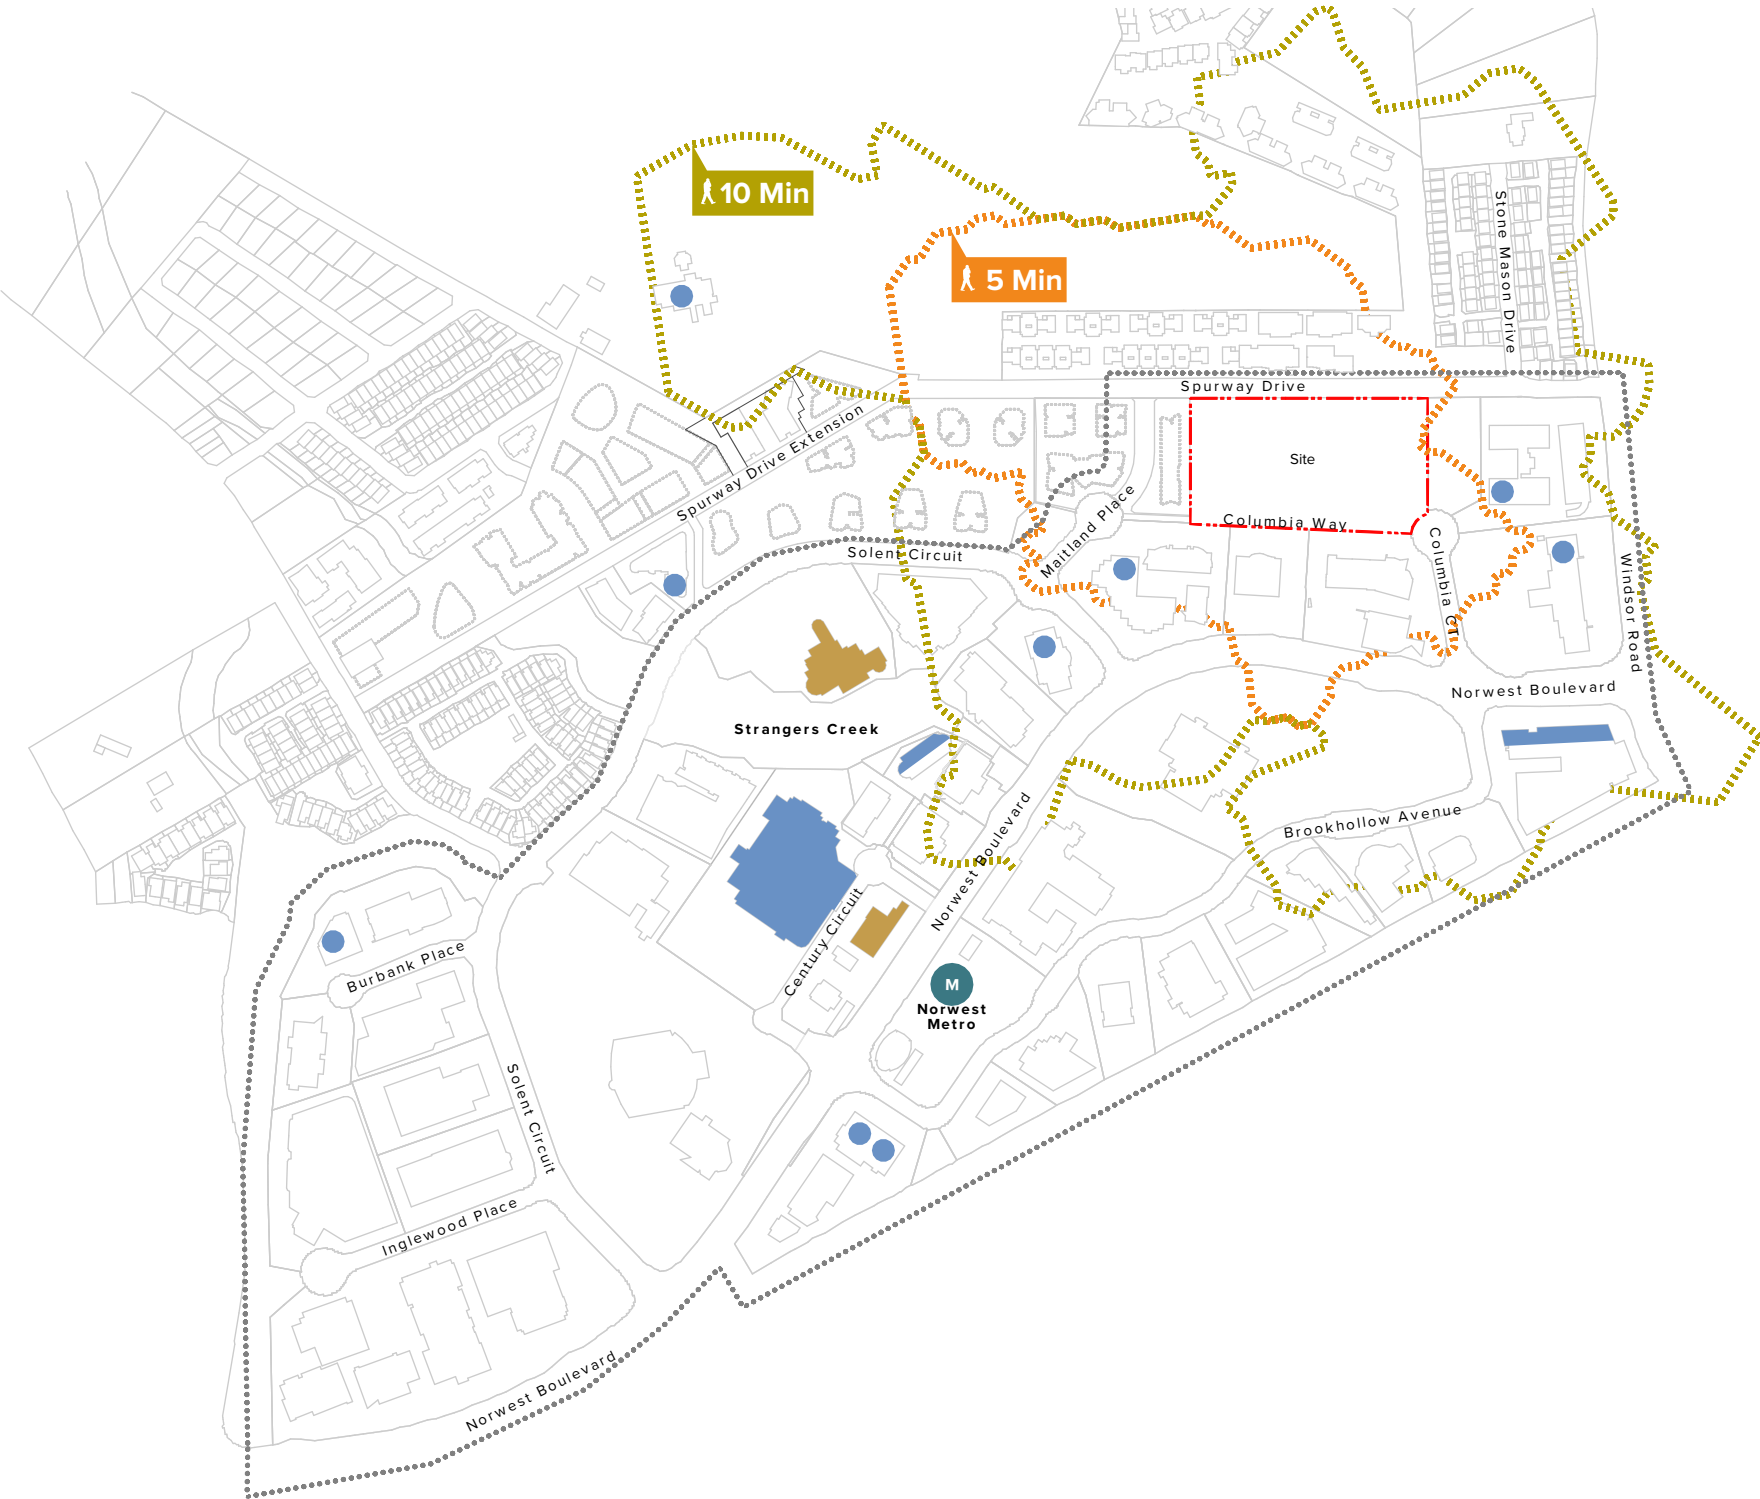 10 Min
5 Min
Stone Mason Drive
Spurway Drive
Spurway Drive Extension
Site
Maitland Place
Columbia Way
Columbia CT
Solent Circuit
Windsor Road
Norwest Boulevard
Strangers Creek
Norwest Boulevard
Brookhollow Avenue
Century Circuit
Burbank Place
M
Norwest
Metro
Solent Circuit
Inglewood Place
Norwest Boulevard